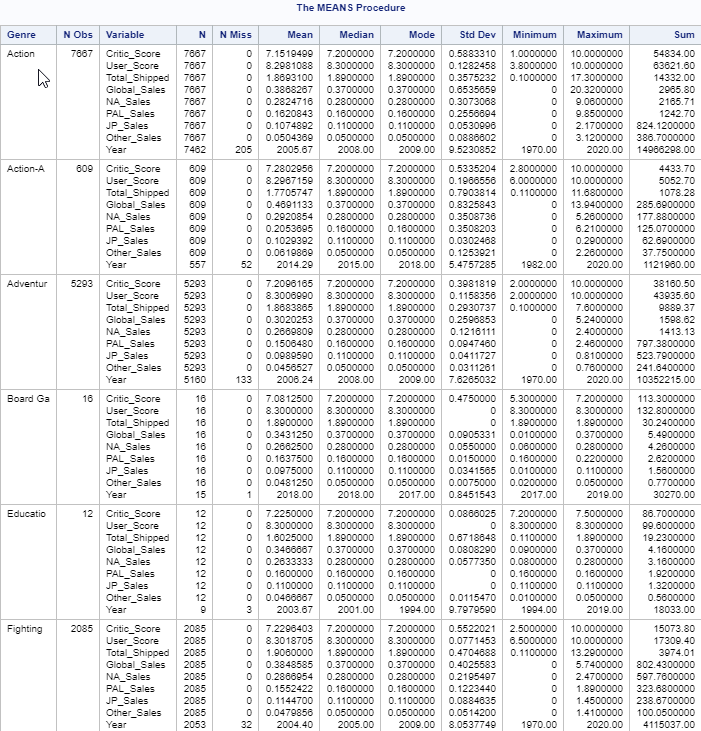 The MEANS Procedure
Genre N Obs Variable N N Miss Mean Median Mode Std Dev Minimum Maximum Sum
Action 7667 Critic_Score 7667 0 7.1519499 7.2000000 7.2000000 0.5883310 1.0000000 10.0000000 54834.00
User_Score 7667 0 8.2981088 8.3000000 8.3000000 0.1282458 3.8000000 10.0000000 63621.60
Total_Shipped 7667 0 1.8693100 1.8900000 1.8900000 0.3575232 0.1000000 17.3000000 14332.00
Global_Sales 7667 0 0.3868267 0.3700000 0.3700000 0.6535659 0 20.3200000 2965.80
NA_Sales 7667 0 0.2824716 0.2800000 0.2800000 0.3073068 0 9.0600000 2165.71
PAL_Sales 7667 0 0.1620843 0.1600000 0.1600000 0.2556694 0 9.8500000 1242.70
JP_Sales 7667 0 0.1074892 0.1100000 0.1100000 0.0530996 0 2.1700000 824.1200000
Other_Sales 7667 0 0.0504369 0.0500000 0.0500000 0.0886602 0 3.1200000 386.7000000
Year 7462 205 2005.67 2008.00 2009.00 9.5230852 1970.00 2020.00 14966298.00
Action-A 609 Critic_Score 609 0 7.2802956 7.2000000 7.2000000 0.5335204 2.8000000 10.0000000 4433.70
User_Score 609 0 8.2967159 8.3000000 8.3000000 0.1966556 6.0000000 10.0000000 5052.70
Total_Shipped 609 0 1.7705747 1.8900000 1.8900000 0.7903814 0.1100000 11.6800000 1078.28
Global_Sales 609 0 0.4691133 0.3700000 0.3700000 0.8325843 0 13.9400000 285.6900000
NA_Sales 609 0 0.2920854 0.2800000 0.2800000 0.3508736 0 5.2600000 177.8800000
PAL_Sales 609 0 0.2053695 0.1600000 0.1600000 0.3508203 0 6.2100000 125.0700000
JP_Sales 609 0 0.1029392 0.1100000 0.1100000 0.0302468 0 0.2900000 62.6900000
Other_Sales 609 0 0.0619869 0.0500000 0.0500000 0.1253921 0 2.2600000 37.7500000
Year 557 52 2014.29 2015.00 2018.00 5.4757285 1982.00 2020.00 1121960.00
Adventur 5293 Critic_Score 5293 0 7.2096165 7.2000000 7.2000000 0.3981819 2.0000000 10.0000000 38160.50
User_Score 5293 0 8.3006990 8.3000000 8.3000000 0.1158356 2.0000000 10.0000000 43935.60
Total_Shipped 5293 0 1.8683865 1.8900000 1.8900000 0.2930737 0.1000000 7.6000000 9889.37
Global_Sales 5293 0 0.3020253 0.3700000 0.3700000 0.2596853 0 5.2400000 1598.62
NA_Sales 5293 0 0.2669809 0.2800000 0.2800000 0.1216111 0 2.4000000 1413.13
PAL_Sales 5293 0 0.1506480 0.1600000 0.1600000 0.0947460 0 2.4600000 797.3800000
JP_Sales 5293 0 0.0989590 0.1100000 0.1100000 0.0411727 0 0.8100000 523.7900000
Other_Sales 5293 0 0.0456527 0.0500000 0.0500000 0.0311261 0 0.7600000 241.6400000
Year 5160 133 2006.24 2008.00 2009.00 7.6265032 1970.00 2020.00 10352215.00
Board Ga 16 Critic_Score 16 0 7.0812500 7.2000000 7.2000000 0.4750000 5.3000000 7.2000000 113.3000000
User_Score 16 0 8.3000000 8.3000000 8.3000000 0 8.3000000 8.3000000 132.8000000
Total_Shipped 16 0 1.8900000 1.8900000 1.8900000 0 1.8900000 1.8900000 30.2400000
Global_Sales 16 0 0.3431250 0.3700000 0.3700000 0.0905331 0.0100000 0.3700000 5.4900000
NA_Sales 16 0 0.2662500 0.2800000 0.2800000 0.0550000 0.0600000 0.2800000 4.2600000
PAL_Sales 16 0 0.1637500 0.1600000 0.1600000 0.0150000 0.1600000 0.2200000 2.6200000
JP_Sales 16 0 0.0975000 0.1100000 0.1100000 0.0341565 0.0100000 0.1100000 1.5600000
Other_Sales 16 0 0.0481250 0.0500000 0.0500000 0.0075000 0.0200000 0.0500000 0.7700000
Year 15 1 2018.00 2018.00 2017.00 0.8451543 2017.00 2019.00 30270.00
Educatio 12 Critic_Score 12 0 7.2250000 7.2000000 7.2000000 0.0866025 7.2000000 7.5000000 86.7000000
User_Score 12 0 8.3000000 8.3000000 8.3000000 0 8.3000000 8.3000000 99.6000000
Total_Shipped 12 0 1.6025000 1.8900000 1.8900000 0.6718648 0.1100000 1.8900000 19.2300000
Global_Sales 12 0 0.3466667 0.3700000 0.3700000 0.0808290 0.0900000 0.3700000 4.1600000
NA_Sales 12 0 0.2633333 0.2800000 0.2800000 0.0577350 0.0800000 0.2800000 3.1600000
PAL_Sales 12 0 0.1600000 0.1600000 0.1600000 0 0.1600000 0.1600000 1.9200000
JP_Sales 12 0 0.1100000 0.1100000 0.1100000 0 0.1100000 0.1100000 1.3200000
Other_Sales 12 0 0.0466667 0.0500000 0.0500000 0.0115470 0.0100000 0.0500000 0.5600000
Year 9 3 2003.67 2001.00 1994.00 9.7979590 1994.00 2019.00 18033.00
Fighting 2085 Critic_Score 2085 0 7.2296403 7.2000000 7.2000000 0.5522021 2.5000000 10.0000000 15073.80
User_Score 2085 0 8.3018705 8.3000000 8.3000000 0.0771453 6.5000000 10.0000000 17309.40
Total_Shipped 2085 0 1.9060000 1.8900000 1.8900000 0.4704688 0.1100000 13.2900000 3974.01
Global_Sales 2085 0 0.3848585 0.3700000 0.3700000 0.4025583 0 5.7400000 802.4300000
NA_Sales 2085 0 0.2866954 0.2800000 0.2800000 0.2195497 0 2.4700000 597.7600000
PAL_Sales 2085 0 0.1552422 0.1600000 0.1600000 0.1223440 0 1.8900000 323.6800000
JP_Sales 2085 0 0.1144700 0.1100000 0.1100000 0.0884635 0 1.4500000 238.6700000
Other_Sales 2085 0 0.0479856 0.0500000 0.0500000 0.0514200 0 1.4100000 100.0500000
Year 2053 32 2004.40 2005.00 2009.00 8.0537749 1970.00 2020.00 4115037.00